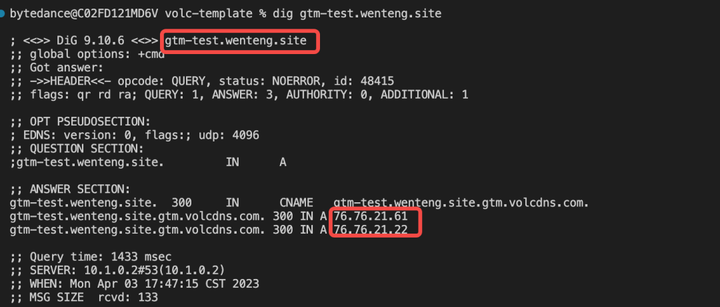 bytedance@C02FD121MD6V volc-template % dig gtm-test.wenteng.site
; <<>> DiG 9.10.6 <<>> gtm-test.wenteng.site
;; global options: +cmd
;; Got answer:
;; ->>HEADER<<- opcode: QUERY, status: NOERROR, id: 48415
;; flags: qr rd ra; QUERY: 1, ANSWER: 3, AUTHORITY: 0, ADDITIONAL: 1
;; OPT PSEUDOSECTION:
; EDNS: version: 0, flags:; udp: 4096
;; QUESTION SECTION:
;gtm-test.wenteng.site. IN A
;; ANSWER SECTION:
gtm-test.wenteng.site. 300 IN CNAME gtm-test.wenteng.site.gtm.volcdns.com.
gtm-test.wenteng.site.gtm.volcdns.com. 300 IN A 76.76.21.61
gtm-test.wenteng.site.gtm.volcdns.com. 300 IN A 76.76.21.22
;; Query time: 1433 msec
;; SERVER: 10.1.0.2#53(10.1.0.2)
;; WHEN: Mon Apr 03 17:47:15 CST 2023
;; MSG SIZE rcvd: 133